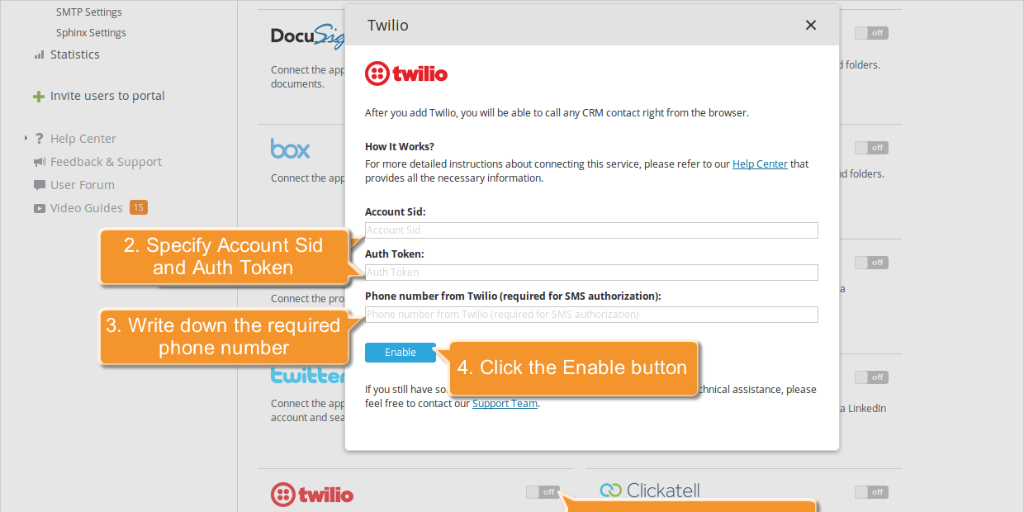 SMTP Settings
Sphinx Settings
Statistics
Invite users to portal
Help Center
Feedback & Support
User Forum
Video Guides 15
DocuSig
Connect the app
documents.
off
d folders.
box
Connect the app
off
nd folders.
Connect the pro
off
a
twitter
Connect the app
account and sea
off
a LinkedIn
twilio
off
Clickatell
off
Twilio
twilio
After you add Twilio, you will be able to call any CRM contact right from the browser.
How It Works?
For more detailed instructions about connecting this service, please refer to our Help Center that
provides all the necessary information.
Account Sid:
Account Sid
Auth Token:
Auth Token
Phone number from Twilio (required for SMS authorization):
Phone number from Twilio (required for SMS authorization)
Enable
If you still have so
chnical assistance, please
feel free to contact our Support Team.
2. Specify Account Sid
and Auth Token
3. Write down the required
phone number
4. Click the Enable button